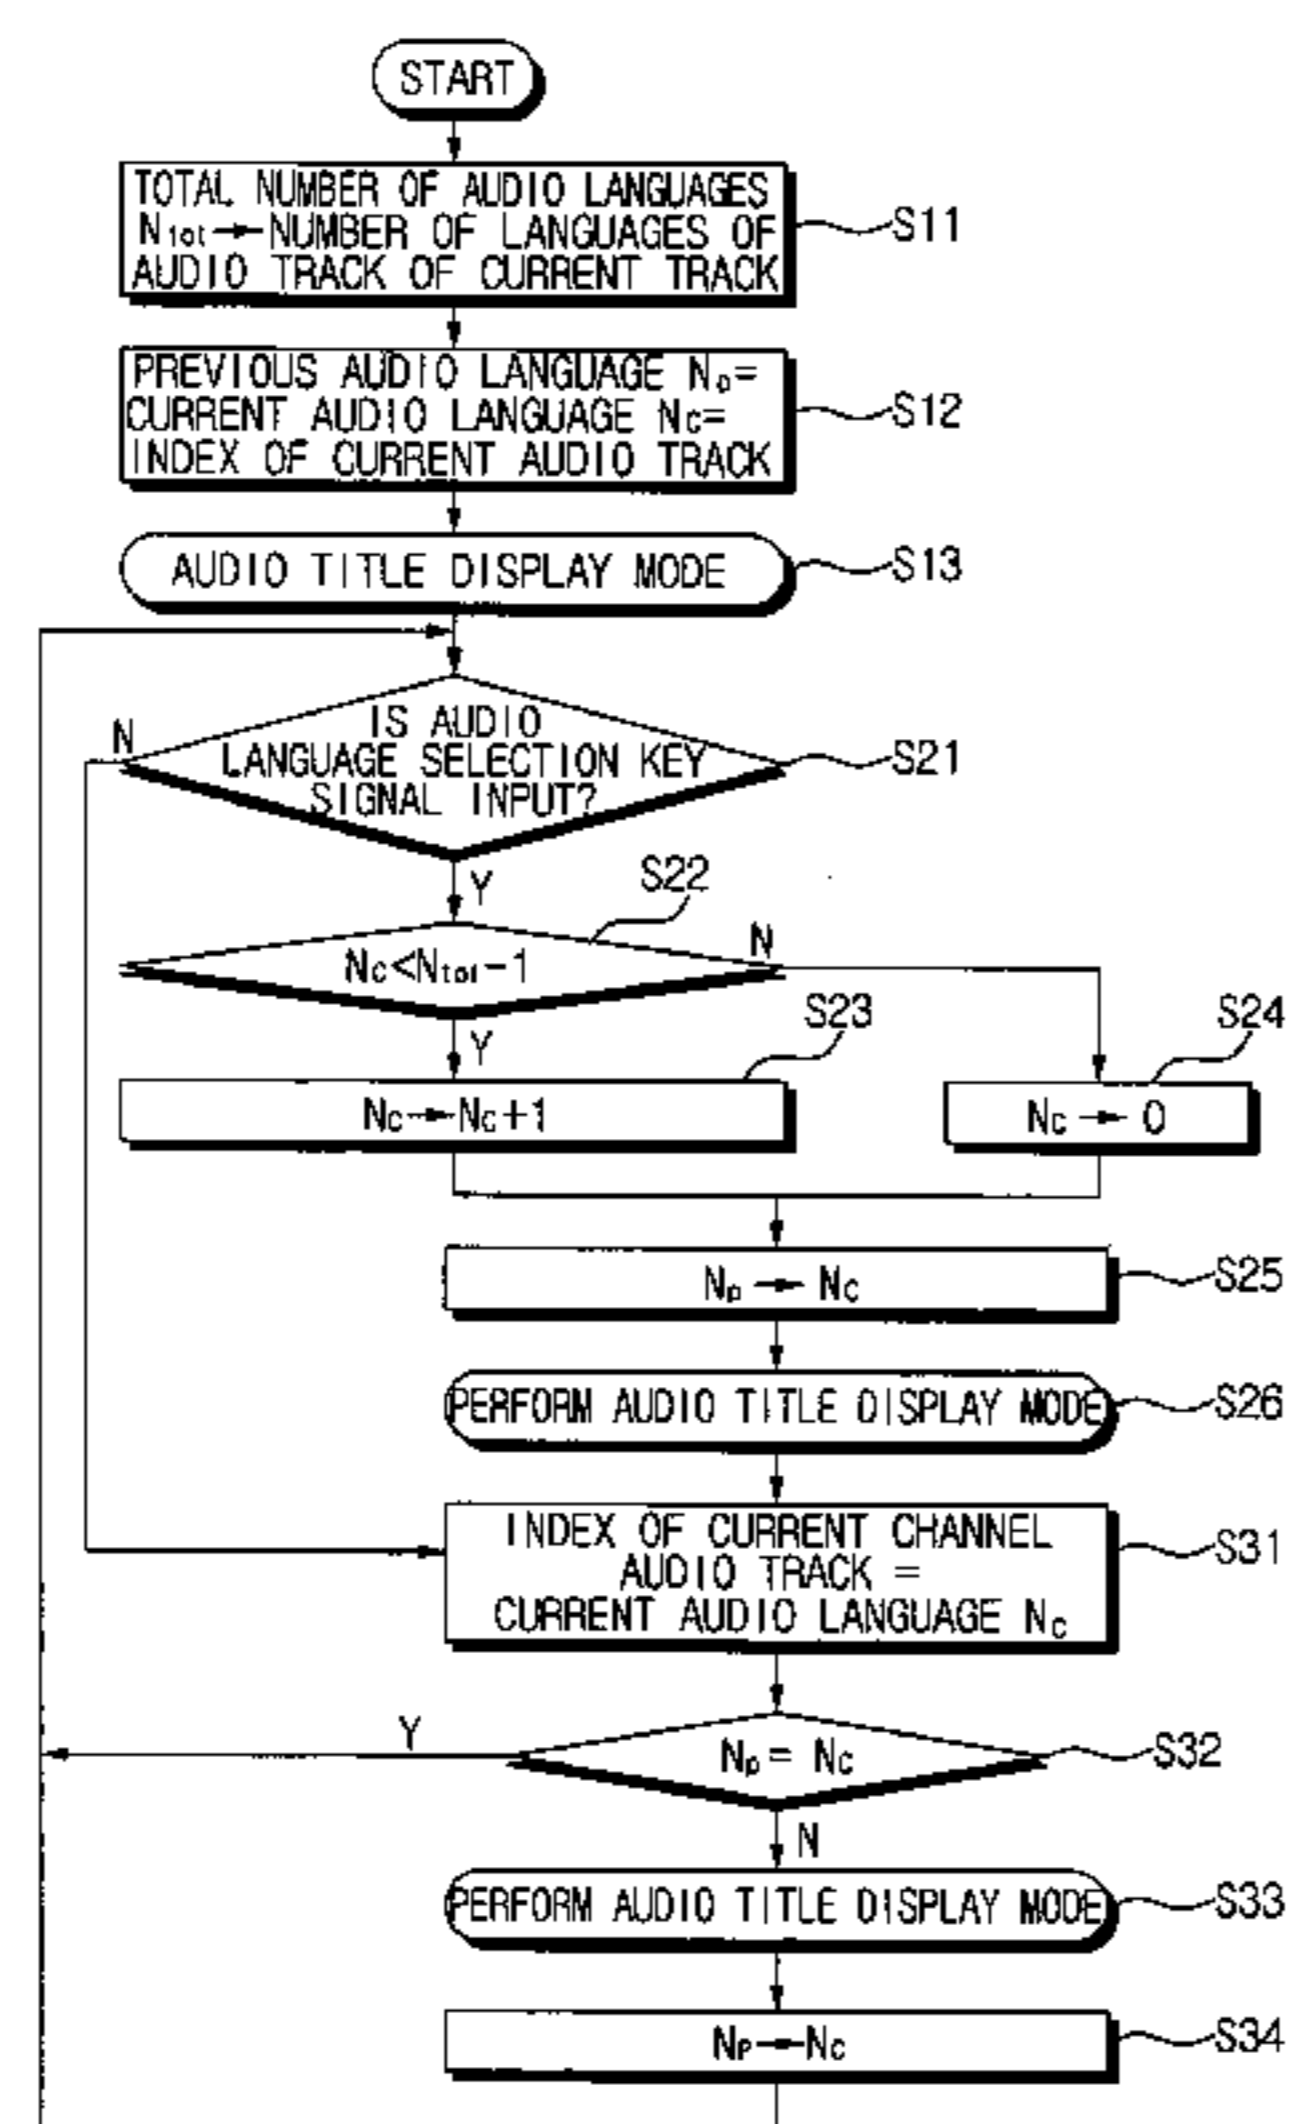 START
TOTAL NUMBER OF AUDIO LANGUAGES
Ntot→NUMBER OF LANGUAGES OF
AUDIO TRACK OF CURRENT TRACK
S11
PREVIOUS AUDIO LANGUAGE Np=
CURRENT AUDIO LANGUAGE Nc=
INDEX OF CURRENT AUDIO TRACK
S12
AUDIO TITLE DISPLAY MODE
S13
IS AUDIO
LANGUAGE SELECTION KEY
SIGNAL INPUT?
N
S21
Y
S22
Nc<Ntot-1
N
Y
S23
S24
Nc→Nc+1
Nc → 0
Np → Nc
S25
PERFORM AUDIO TITLE DISPLAY MODE
S26
INDEX OF CURRENT CHANNEL
AUDIO TRACK =
CURRENT AUDIO LANGUAGE Nc
S31
Y
Np = Nc
S32
N
PERFORM AUDIO TITLE DISPLAY MODE
S33
NP→Nc
S34